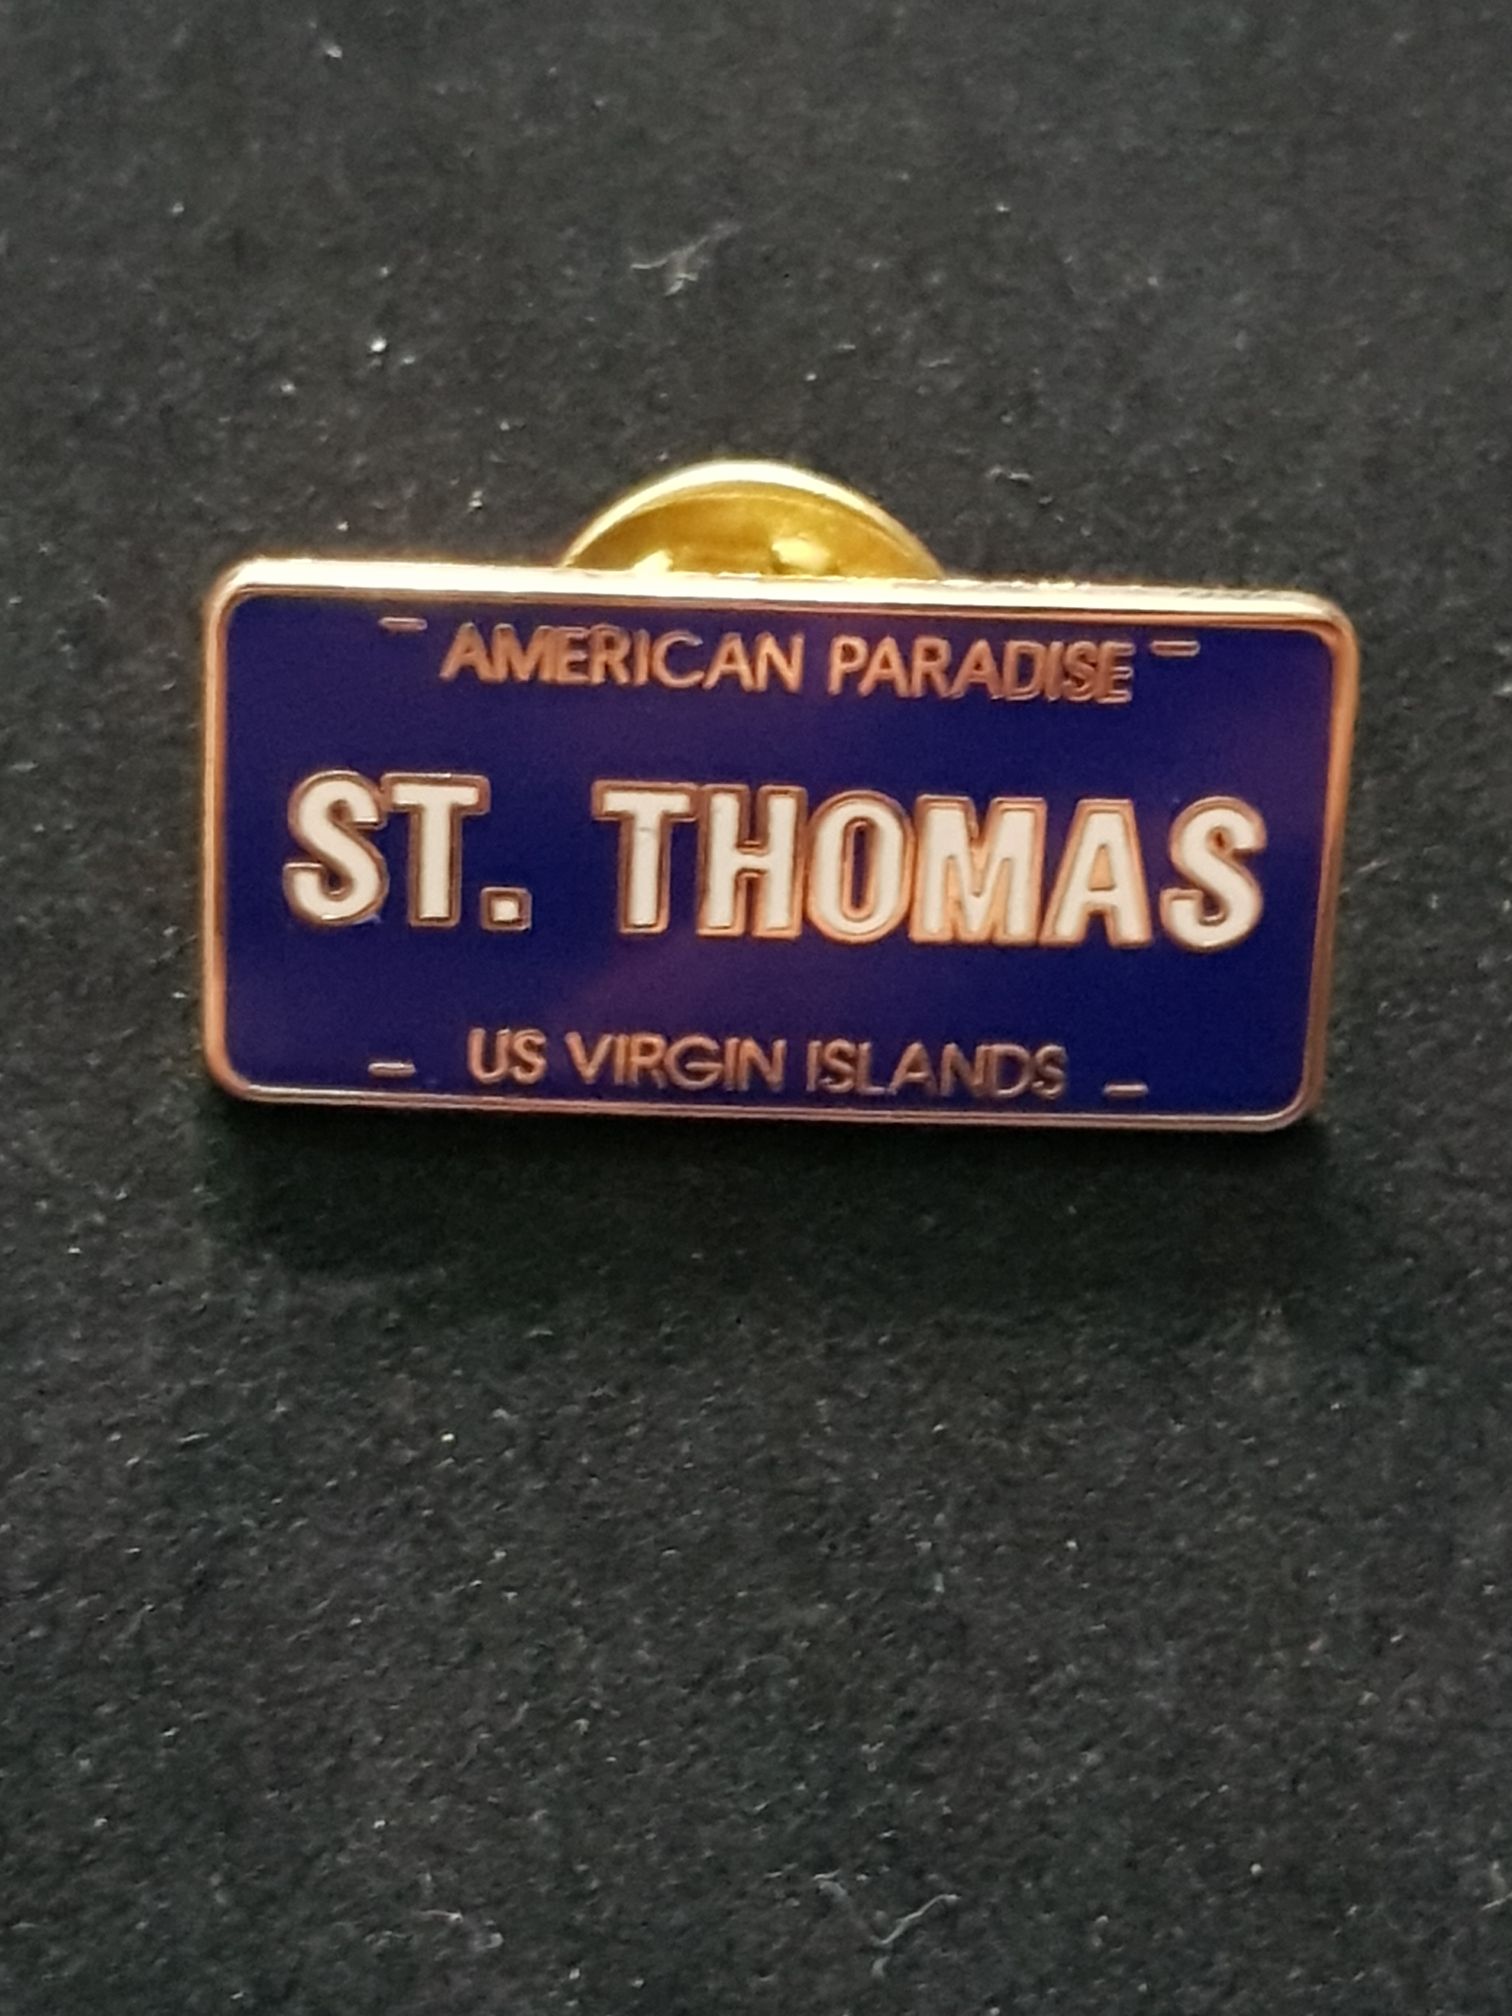 AMERICAN PARADISE
ST. THOMAS
US VIRGIN ISLANDS